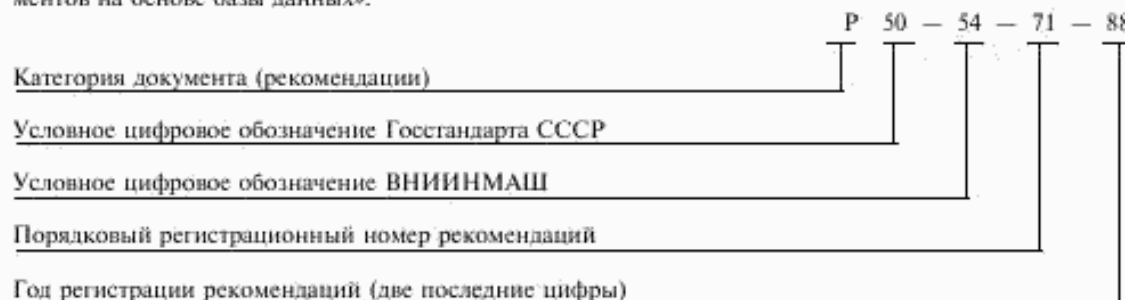 ментов на основе базы данных».
Р 50 — 54 — 71 — 88
Категория документа (рекомендации)
Условное цифровое обозначение Госстандарта СССР
Условное цифровое обозначение ВНИИНМАШ
Порядковый регистрационный номер рекомендаций
Год регистрации рекомендаций (две последние цифры)